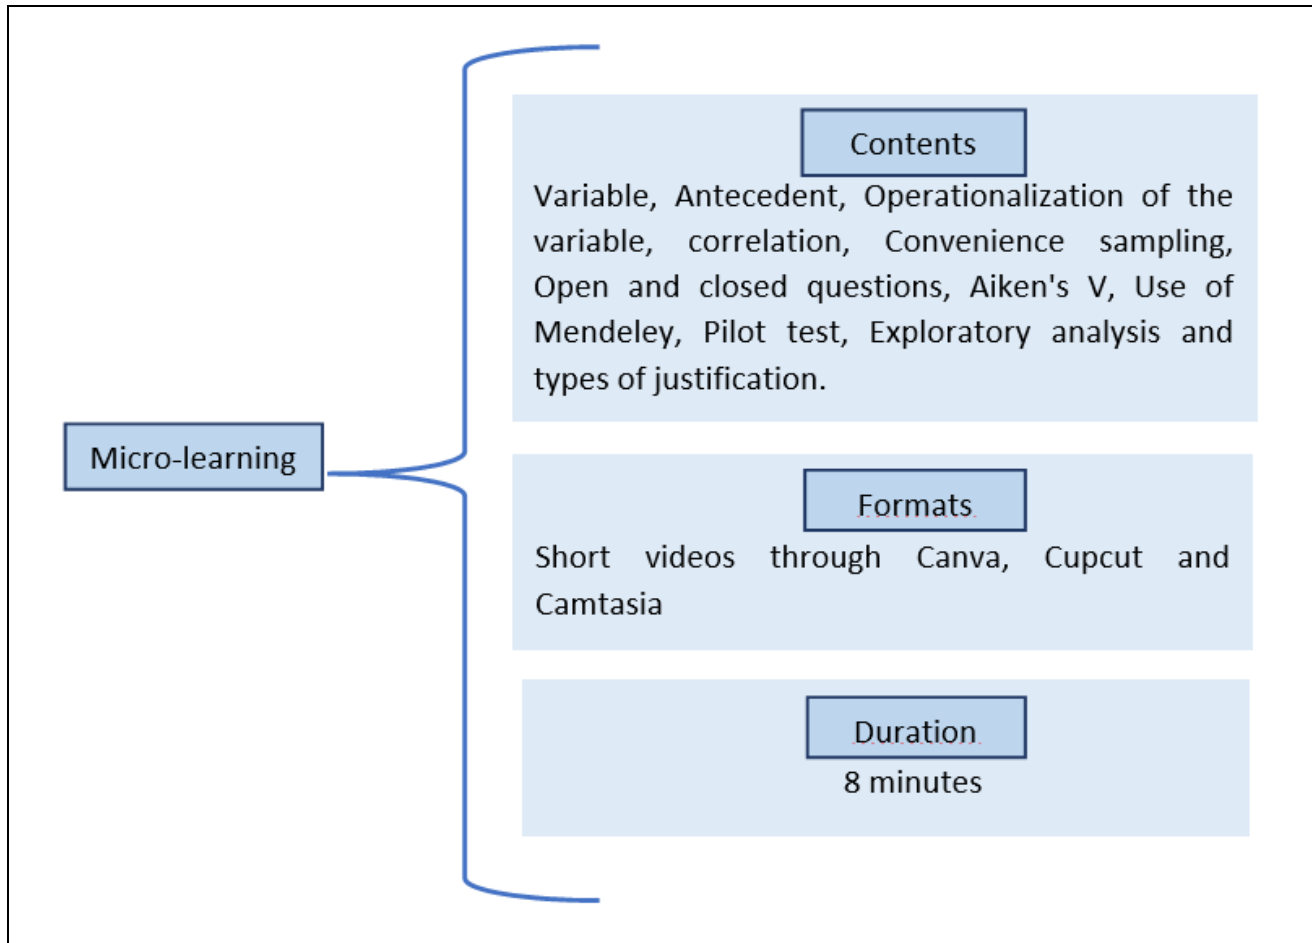 Contents
Variable, Antecedent, Operationalization of the
variable, correlation, Convenience sampling,
Open and closed questions, Aiken's V, Use of
Mendeley, Pilot test, Exploratory analysis and
types of justification.
Micro-learning
Formats
Short videos through Canva, Cupcut and
Camtasia
Duration
8 minutes